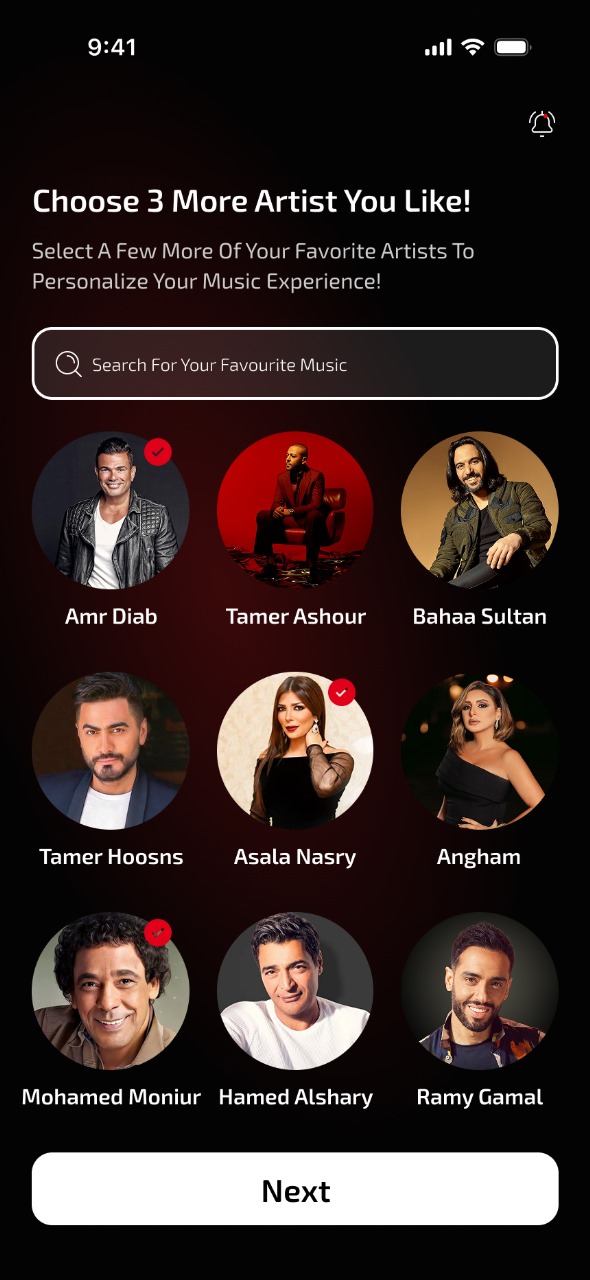 9:41
Choose 3 More Artist You Like!
Select A Few More Of Your Favorite Artists To
Personalize Your Music Experience!
Search For Your Favourite Music
Amr Diab
Tamer Ashour
Bahaa Sultan
Tamer Hoosns
Asala Nasry
Angham
Mohamed Moniur
Hamed Alshary
Ramy Gamal
Next